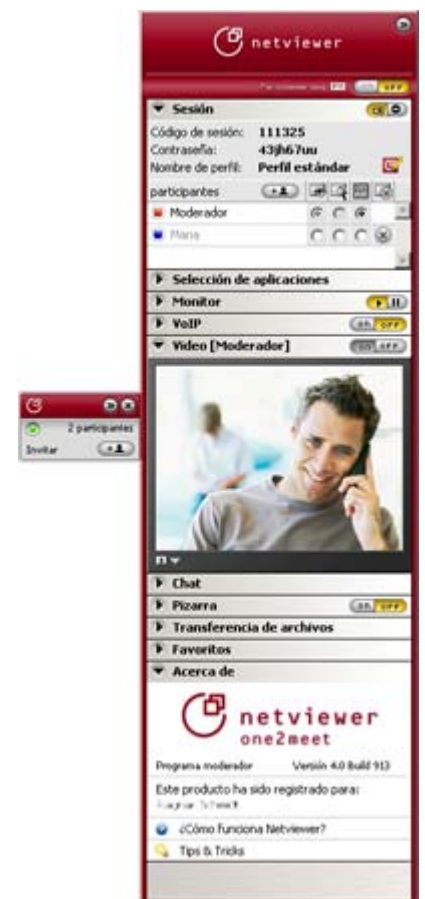 netviewer
OFF
Sesión
Código de sesión: 111325
Contraseña: 43jh67uu
Nombre de perfil: Perfil estándar
participantes
Moderador
Maria
Selección de aplicaciones
Monitor
VoIP
on OFF
Video [Moderador]
on OFF
2 participantes
Invitar
Chat
Pizarra
on OFF
Transferencia de archivos
Favoritos
Acerca de
netviewer
one2meet
Programa moderador Versión 4.0 Build 913
Este producto ha sido registrado para:
¿Cómo funciona Netviewer?
Tips & Tricks